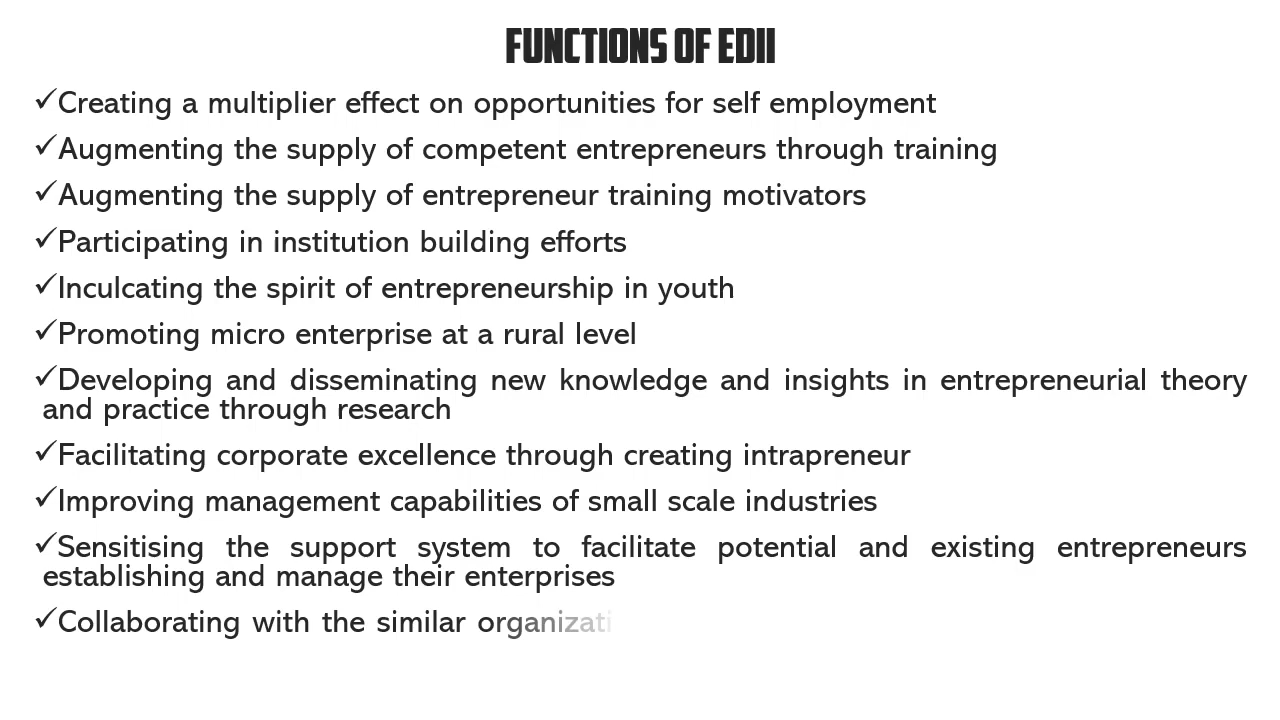 FUNCTIONS OF EDII
✓Creating a multiplier effect on opportunities for self employment
✓Augmenting the supply of competent entrepreneurs through training
✓Augmenting the supply of entrepreneur training motivators
✓Participating in institution building efforts
✓Inculcating the spirit of entrepreneurship in youth
✓Promoting micro enterprise at a rural level
✓Developing and disseminating new knowledge and insights in entrepreneurial theory
and practice through research
✓Facilitating corporate excellence through creating intrapreneur
✓Improving management capabilities of small scale industries
✓Sensitising the support system to facilitate potential and existing entrepreneurs
establishing and manage their enterprises
✓Collaborating with the similar organizati